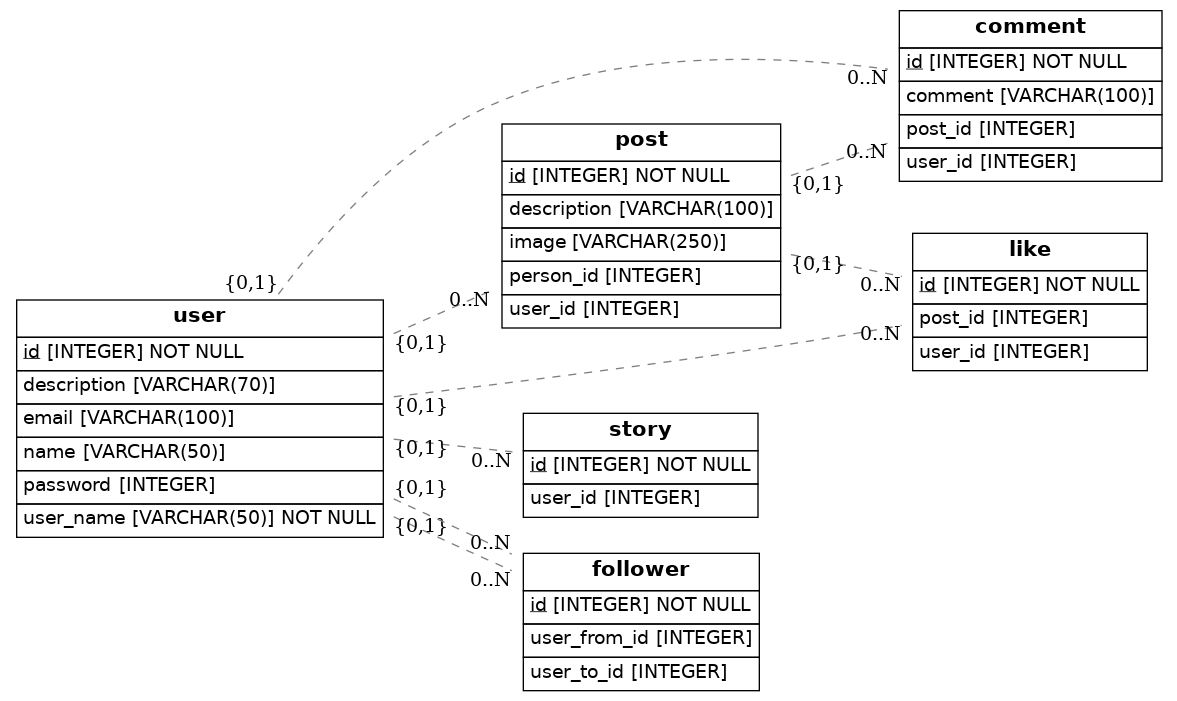 comment
id [INTEGER] NOT NULL
comment [VARCHAR(100)]
post_id [INTEGER]
user_id [INTEGER]
0..N
0..N
post
id [INTEGER] NOT NULL
description [VARCHAR(100)]
image [VARCHAR(250)]
person_id [INTEGER]
user_id [INTEGER]
{0,1}
{0,1}
0..N
like
id [INTEGER] NOT NULL
post_id [INTEGER]
user_id [INTEGER]
0..N
0..N
{0,1}
user
id [INTEGER] NOT NULL
description [VARCHAR(70)]
email [VARCHAR(100)]
name [VARCHAR(50)]
password [INTEGER]
user_name [VARCHAR(50)] NOT NULL
{0,1}
{0,1}
{0,1}
{0,1}
{0,1}
story
id [INTEGER] NOT NULL
user_id [INTEGER]
0..N
0..N
0..N
follower
id [INTEGER] NOT NULL
user_from_id [INTEGER]
user_to_id [INTEGER]